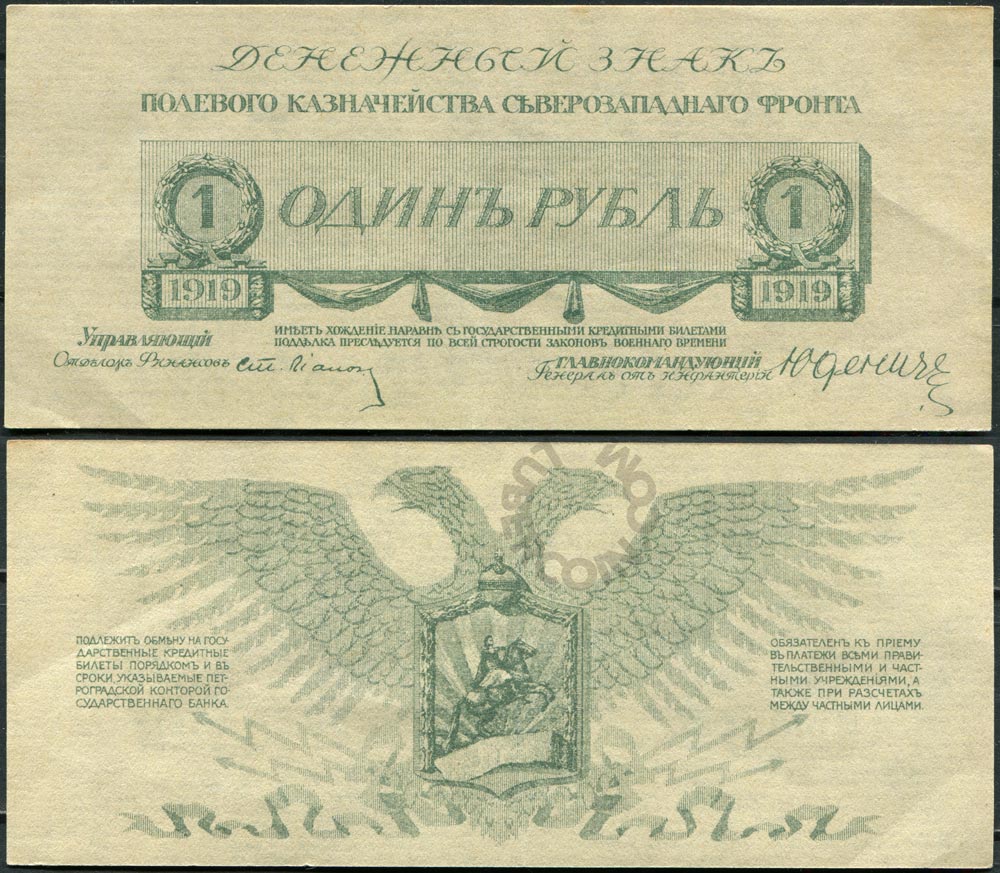 ДЕНЕЖНЫЙ ЗНАКЪ
ПОЛЕВОГО КАЗНАЧЕЙСТВА СѢВЕРОЗАПАДНАГО ФРОНТА
1 ОДИНЪ РУБЛЬ 1
1919 1919
ИМѢЕТЪ ХОЖДЕНІЕ НАРАВНѢ СЪ ГОСУДАРСТВЕННЫМИ КРЕДИТНЫМИ БИЛЕТАМИ
ПОДДѢЛКА ПРЕСЛѢДУЕТСЯ ПО ВСЕЙ СТРОГОСТИ ЗАКОНОВЪ ВОЕННАГО ВРЕМЕНИ
Управляющій
Отдѣломъ Финансовъ
ГЛАВНОКОМАНДУЮЩІЙ
Генералъ отъ инфантеріи Юденичъ
COINSTUBE.COM
ПОДЛЕЖИТЪ ОБМѢНУ НА ГОСУ-
ДАРСТВЕННЫЕ КРЕДИТНЫЕ
БИЛЕТЫ ПОРЯДКОМЪ И ВЪ
СРОКИ, УКАЗЫВАЕМЫЕ ПЕТ-
РОГРАДСКОЙ КОНТОРОЙ ГО-
СУДАРСТВЕННАГО БАНКА.
ОБЯЗАТЕЛЕНЪ КЪ ПРІЕМУ
ВЪ ПЛАТЕЖИ ВСѢМИ ПРАВИ-
ТЕЛЬСТВЕННЫМИ И ЧАСТ-
НЫМИ УЧРЕЖДЕНІЯМИ, А
ТАКЖЕ ПРИ РАЗСЧЕТАХЪ
МЕЖДУ ЧАСТНЫМИ ЛИЦАМИ.